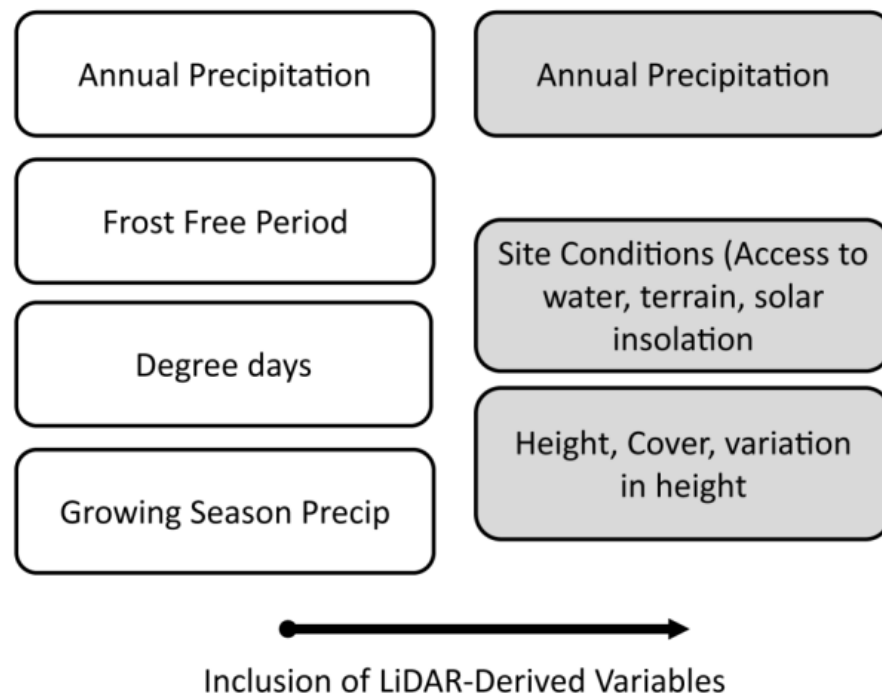 Annual Precipitation
Frost Free Period
Degree days
Growing Season Precip
Annual Precipitation
Site Conditions (Access to
water, terrain, solar
insolation
Height, Cover, variation
in height
Inclusion of LiDAR-Derived Variables